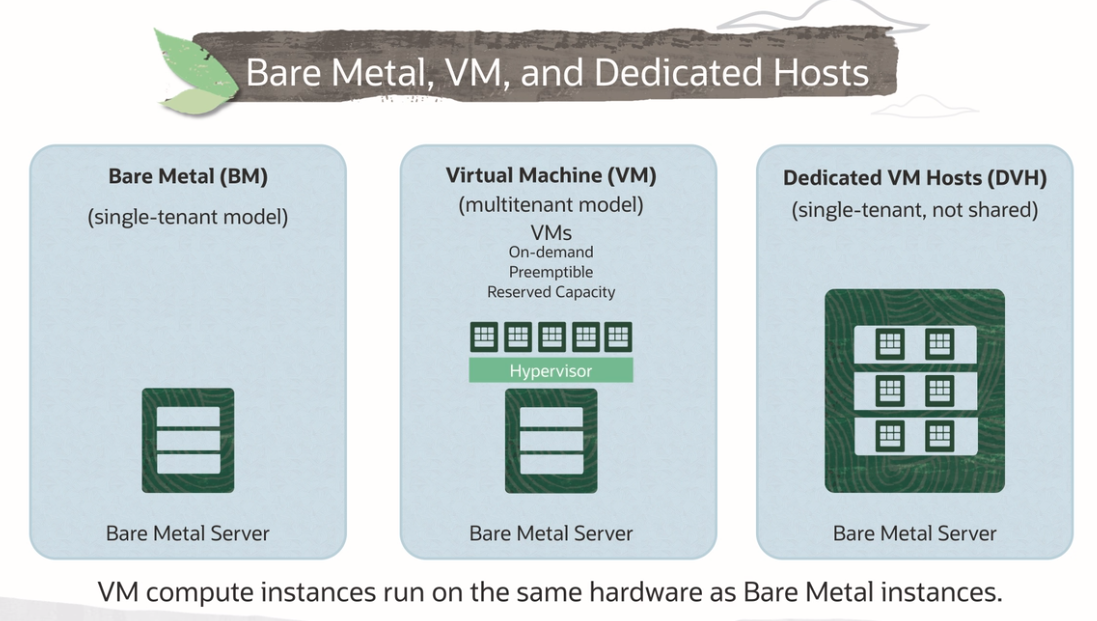 Bare Metal, VM, and Dedicated Hosts
Bare Metal (BM)
(single-tenant model)
Bare Metal Server
Virtual Machine (VM)
(multitenant model)
VMs
On-demand
Preemptible
Reserved Capacity
Hypervisor
Bare Metal Server
Dedicated VM Hosts (DVH)
(single-tenant, not shared)
Bare Metal Server
VM compute instances run on the same hardware as Bare Metal instances.